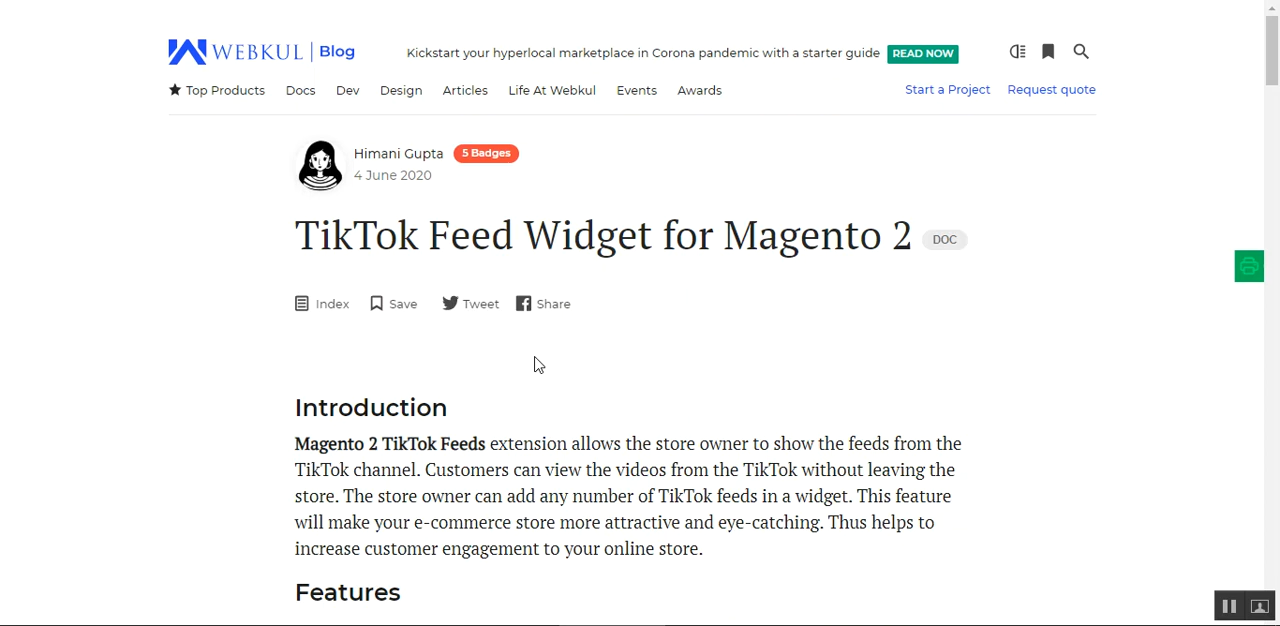 WEBKUL | Blog
Kickstart your hyperlocal marketplace in Corona pandemic with a starter guide READ NOW
Top Products Docs Dev Design Articles Life At Webkul Events Awards Start a Project Request quote
Himani Gupta 5 Badges
4 June 2020
TikTok Feed Widget for Magento 2 DOC
Index Save Tweet Share
Introduction
Magento 2 TikTok Feeds extension allows the store owner to show the feeds from the
TikTok channel. Customers can view the videos from the TikTok without leaving the
store. The store owner can add any number of TikTok feeds in a widget. This feature
will make your e-commerce store more attractive and eye-catching. Thus helps to
increase customer engagement to your online store.
Features